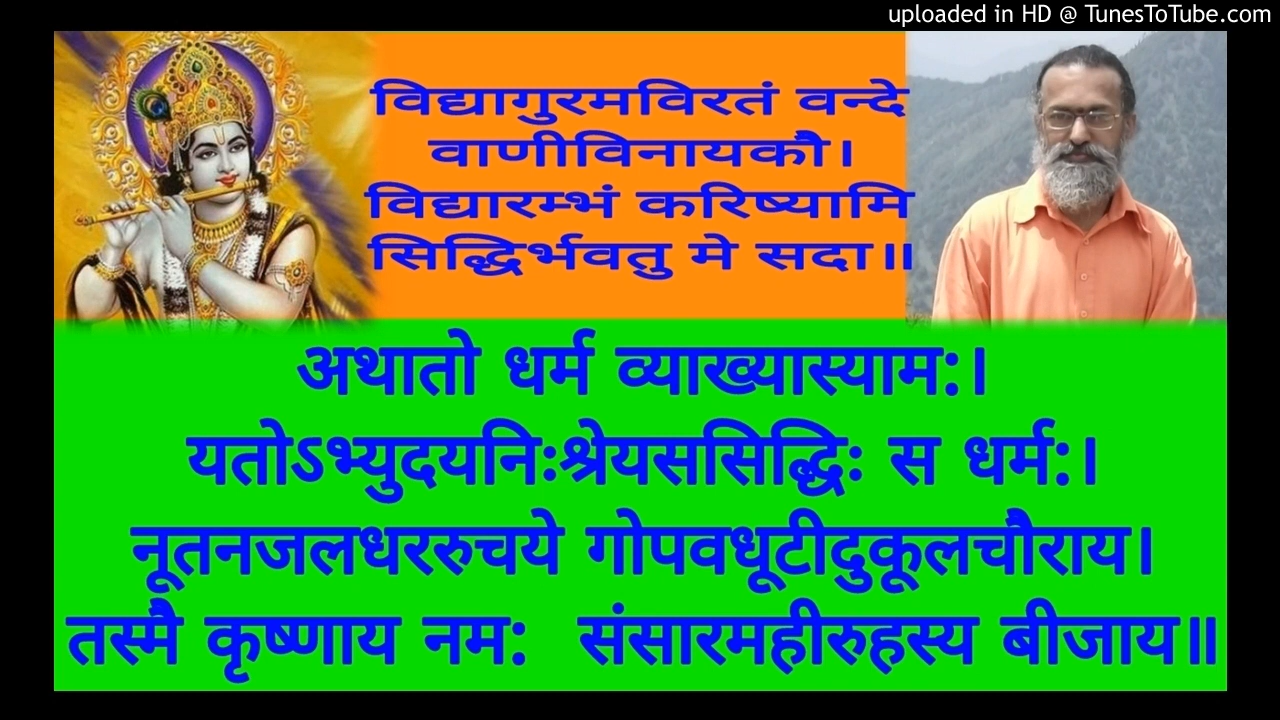 uploaded in HD @ TunesToTube.com
विद्यागुरमविरतं वन्दे
वाणीविनायकौ।
विद्यारम्भं करिष्यामि
सिद्धिर्भवतु मे सदा॥
अथातो धर्म व्याख्यास्याम:।
यतोऽभ्युदयनिःश्रेयससिद्धिः स धर्म:।
नूतनजलधररुचये गोपवधूटीदुकूलचौराय।
तस्मै कृष्णाय नम: संसारमहीरुहस्य बीजाय॥